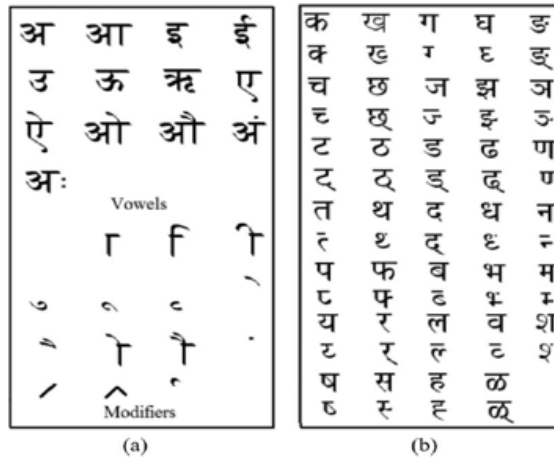 अ आ इ ई
उ ऊ ऋ ए
ऐ ओ औ अं
अः
Vowels
ा ि ी
े
ु ू ृ
ै ो ौ ं
Modifiers
(a)
क ख ग घ ङ
क् ख् ग् घ् ङ्
च छ ज झ ञ
च् छ् ज् झ् ञ्
ट ठ ड ढ ण
ट् ठ् ड् ढ् ण्
त थ द ध न
त् थ् द् ध् न्
प फ ब भ म
प् फ् ब् भ् म्
य र ल व श
य् र् ल् व् श्
ष स ह ळ
ष् स् ह् ळ्
(b)